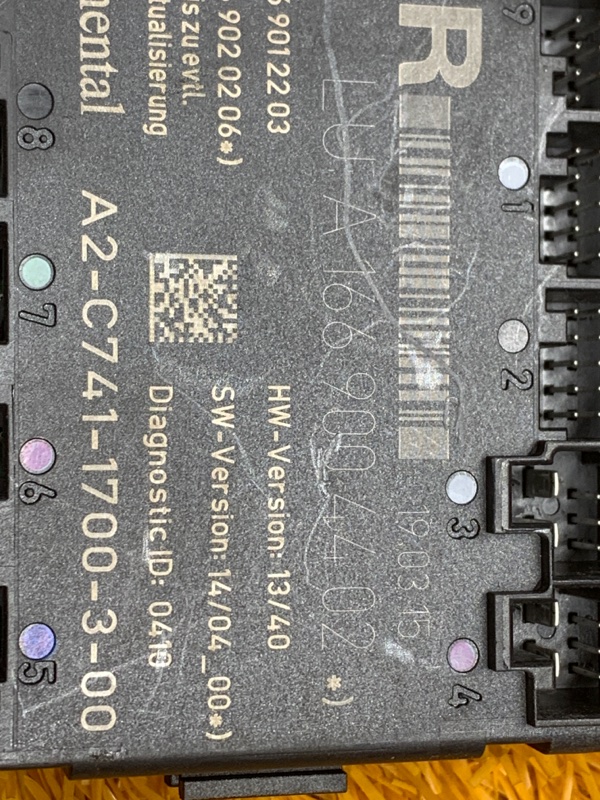 9 1 2 3 4
R
19.03.15
LU-A 166 900 44 02 *)
901 22 03 HW-Version: 13/40
902 02 06*) SW-Version: 14/04_00*)
zu evtl.
tualisierung Diagnostic ID: 0410
nental A2-C741-1700-3-00
8 7 6 5